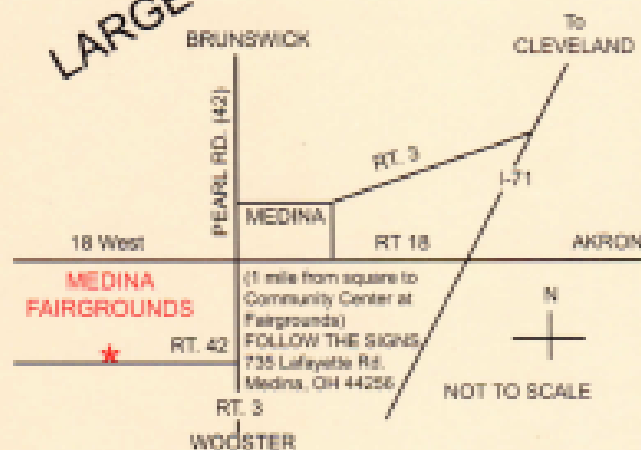 LARGE
BRUNSWICK
To
CLEVELAND
PEARL RD. (42)
RT. 3
I-71
MEDINA
18 West
RT 18
AKRON
MEDINA
FAIRGROUNDS
(1 mile from square to
Community Center at
Fairgrounds)
FOLLOW THE SIGNS
735 Lafayette Rd.
Medina, OH 44256
RT. 42
N
NOT TO SCALE
RT. 3
WOOSTER